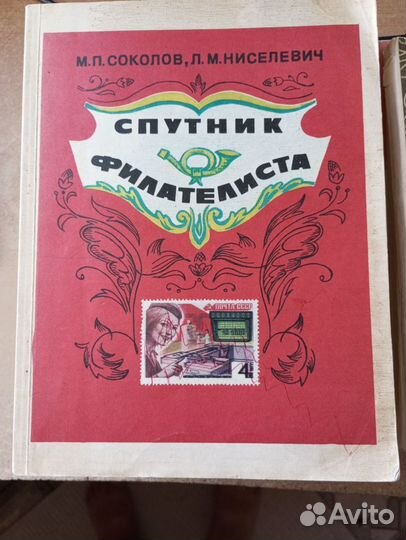 М.П.СОКОЛОВ, Л.М.НИСЕЛЕВИЧ
СПУТНИК
ФИЛАТЕЛИСТА
ПОЧТА СССР
4
Avito